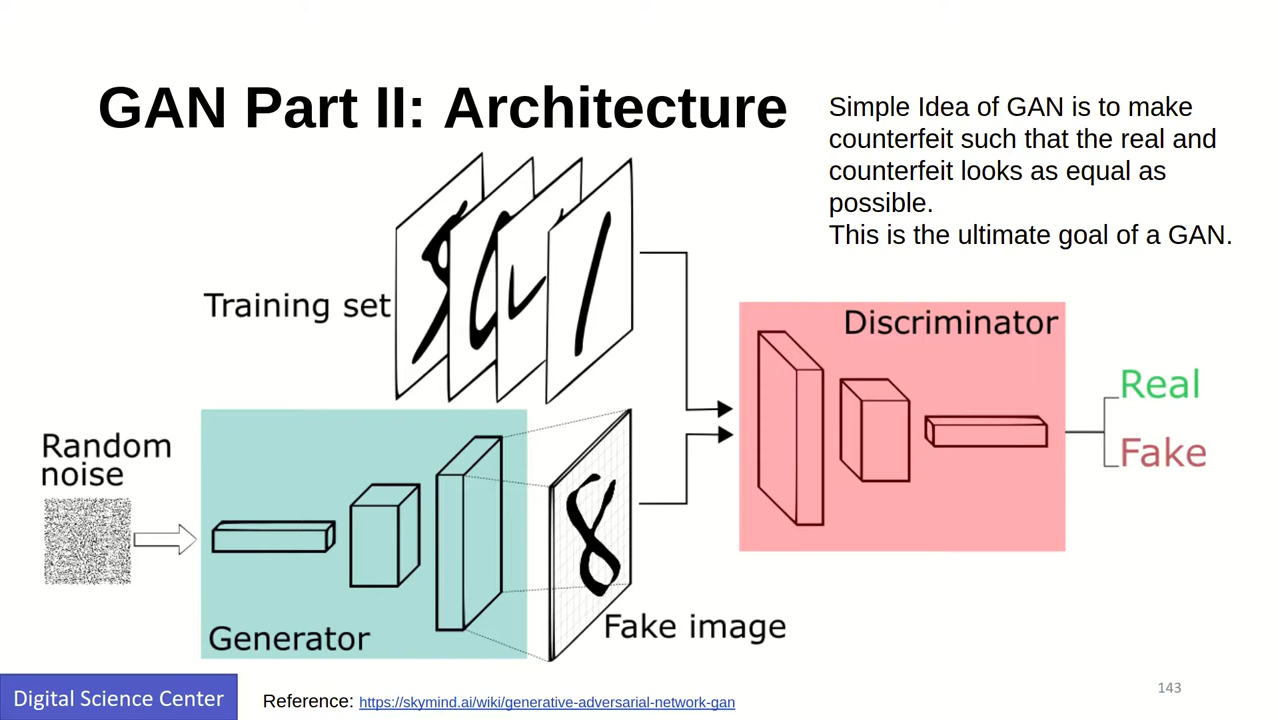 GAN Part II: Architecture
Simple Idea of GAN is to make
counterfeit such that the real and
counterfeit looks as equal as
possible.
This is the ultimate goal of a GAN.
Training set
Discriminator
Real
Fake
Random
noise
8
Fake image
Generator
Digital Science Center
Reference: https://skymind.ai/wiki/generative-adversarial-network-gan
143